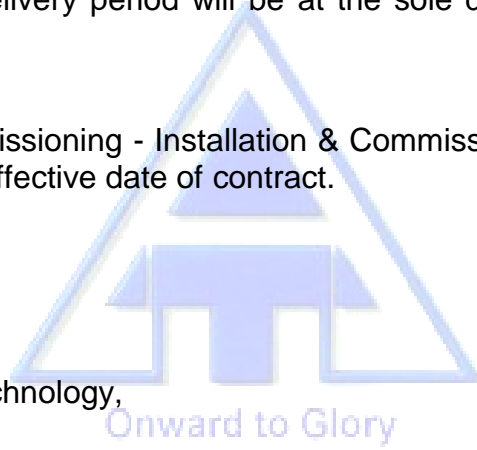 elivery period will be at the sole
issioning - Installation & Commiss
ffective date of contract.
chnology,
Onward to Glory